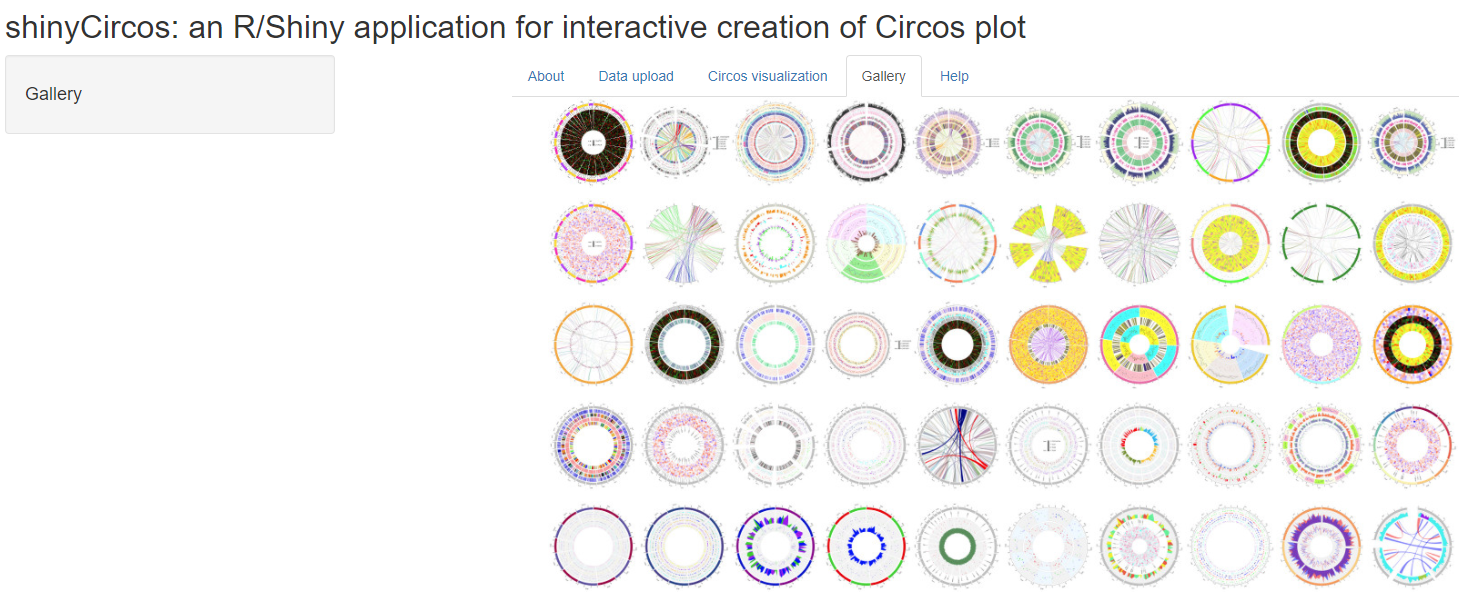 shinyCircos: an R/Shiny application for interactive creation of Circos plot
Gallery
About
Data upload
Circos visualization
Gallery
Help